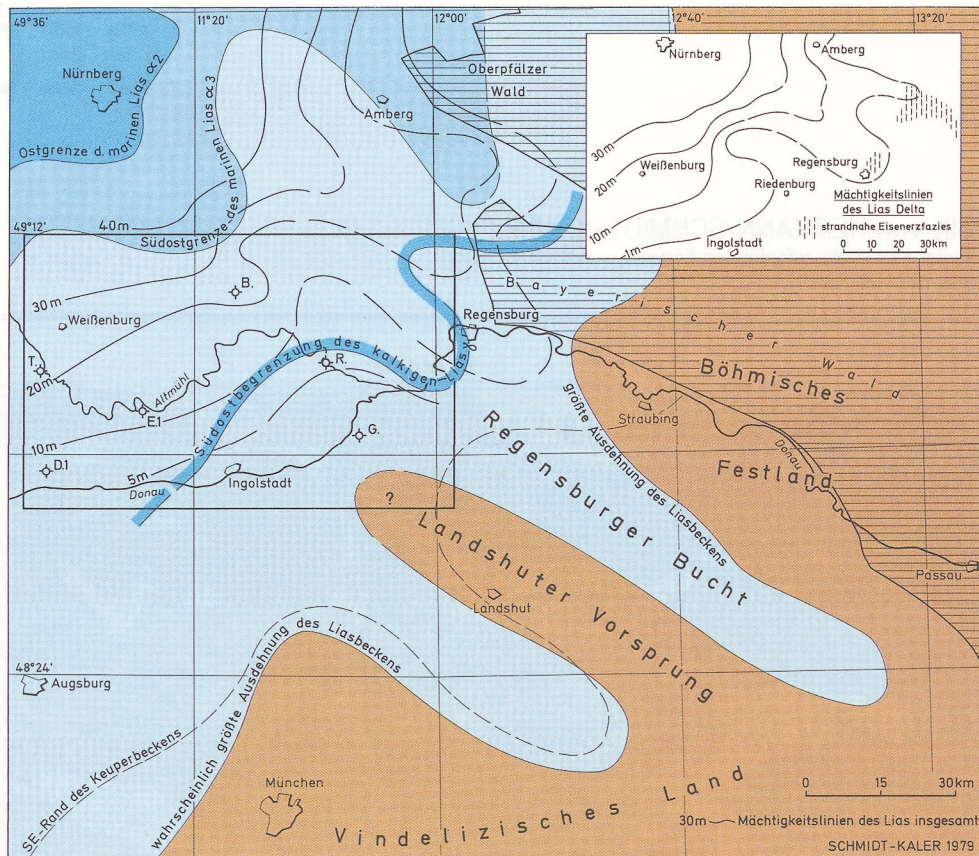 49°36'
11°20'
12°00'
12°40'
13°20'
Nürnberg
Ostgrenze d. marinen Lias α2
Südostgrenze des marinen Lias α3
Amberg
Oberpfälzer
Wald
40m
49°12'
30m
B.
Weißenburg
T.
20m
Altmühl
E.1
R.
Südostbegrenzung des kalkigen Lias γ
10m
D.1
5m
Donau
Ingolstadt
G.
Regensburg
Bayerischer Wald
Böhmisches
Festland
Straubing
Donau
Passau
größte Ausdehnung des Liasbeckens
Regensburger Bucht
?
Landshuter Vorsprung
Landshut
48°24'
Augsburg
SE-Rand des Keuperbeckens
wahrscheinlich größte Ausdehnung des Liasbeckens
München
Vindelizisches Land
0 15 30km
30m Mächtigkeitslinien des Lias insgesamt
SCHMIDT-KALER 1979
Nürnberg
Amberg
30m
Weißenburg
20m
Regensburg
Riedenburg
10m
1m
Ingolstadt
Mächtigkeitslinien
des Lias Delta
strandnahe Eisenerzfazies
0 10 20 30km